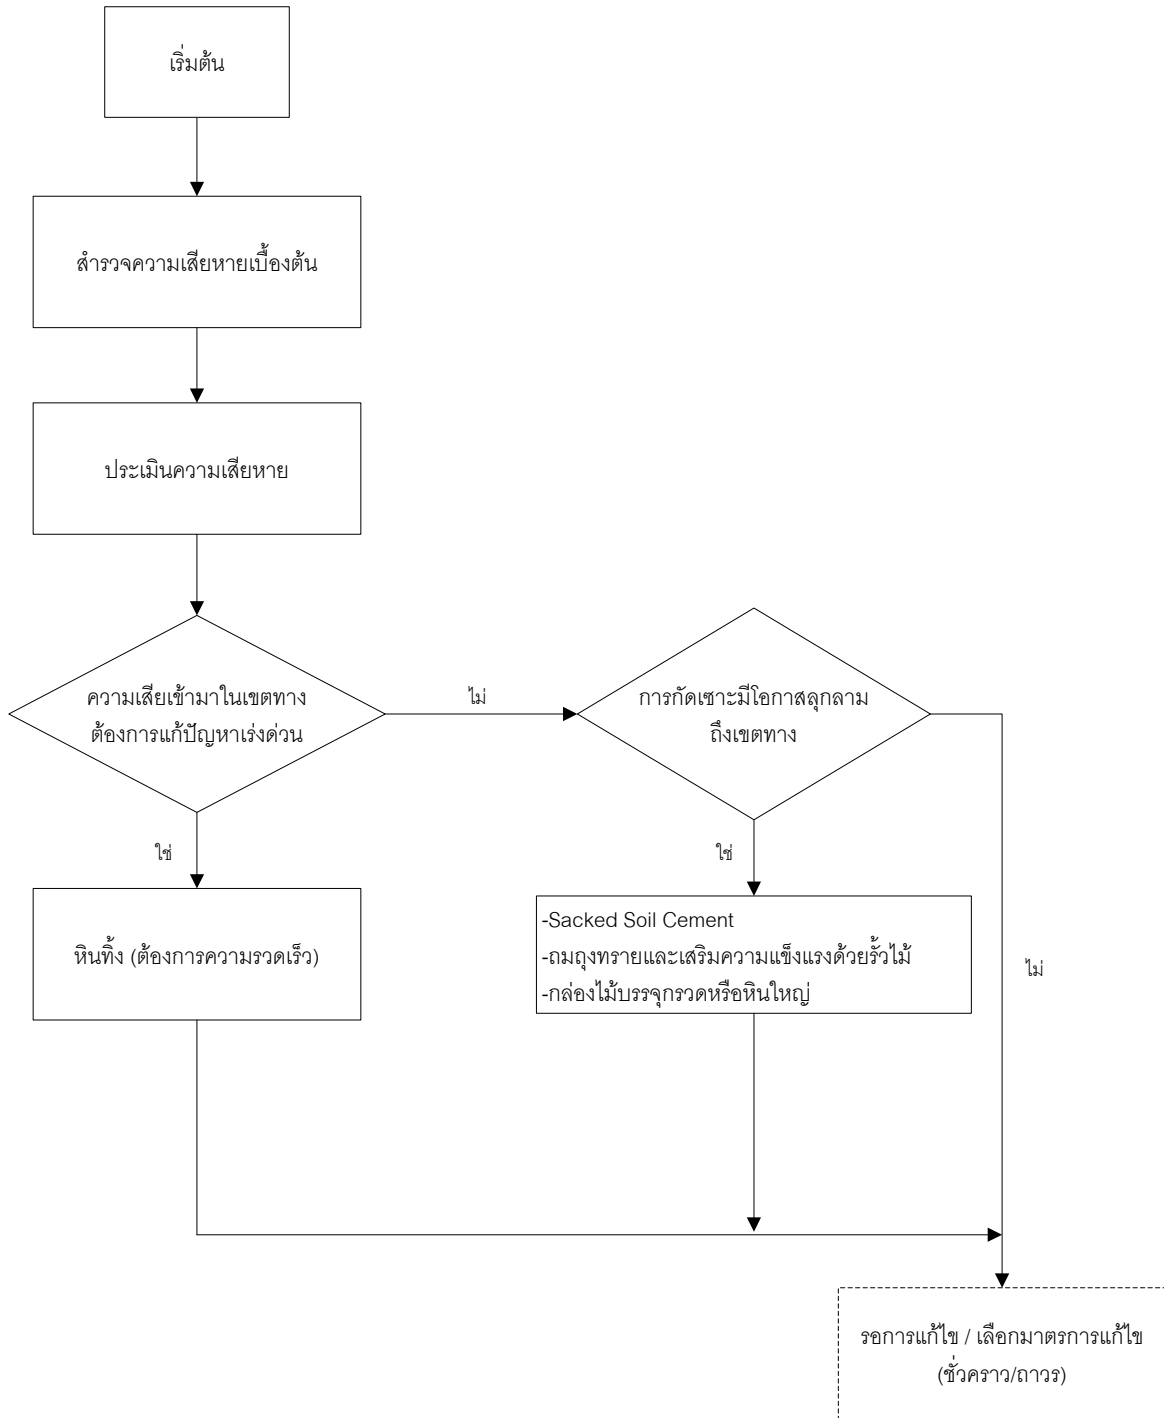 เริ่มต้น
สำรวจความเสียหายเบื้องต้น
ประเมินความเสียหาย
ความเสียเข้ามาในเขตทาง
ต้องการแก้ปัญหาเร่งด่วน
ไม่
การกัดเซาะมีโอกาสลุกลาม
ถึงเขตทาง
ใช่
ใช่
หินทิ้ง (ต้องการความรวดเร็ว)
-Sacked Soil Cement
-ถมถุงทรายและเสริมความแข็งแรงด้วยรั้วไม้
-กล่องไม้บรรจุกรวดหรือหินใหญ่
ไม่
รอการแก้ไข / เลือกมาตรการแก้ไข
(ชั่วคราว/ถาวร)